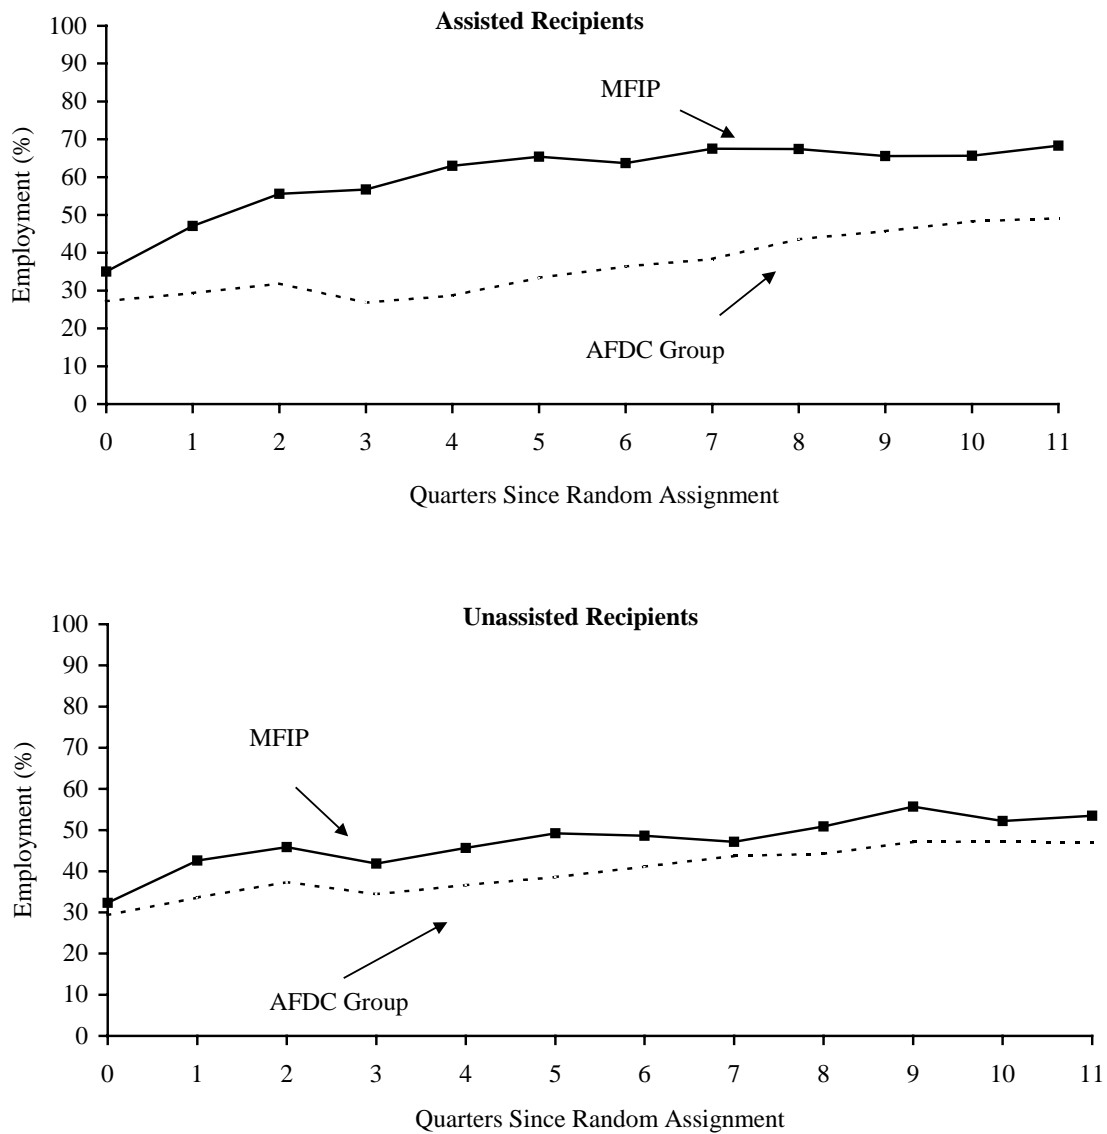 Assisted Recipients
100
90
80
70
60
50
40
30
20
10
0
Employment (%)
MFIP
AFDC Group
0 1 2 3 4 5 6 7 8 9 10 11
Quarters Since Random Assignment
Unassisted Recipients
100
90
80
70
60
50
40
30
20
10
0
Employment (%)
MFIP
AFDC Group
0 1 2 3 4 5 6 7 8 9 10 11
Quarters Since Random Assignment